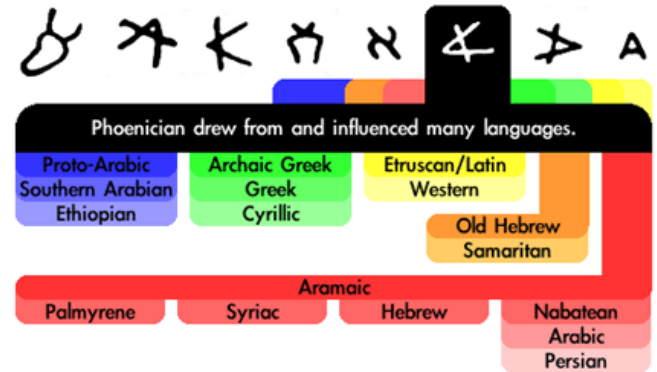 Phoenician drew from and influenced many languages.
Proto-Arabic
Southern Arabian
Ethiopian
Archaic Greek
Greek
Cyrillic
Etruscan/Latin
Western
Old Hebrew
Samaritan
Aramaic
Palmyrene
Syriac
Hebrew
Nabatean
Arabic
Persian